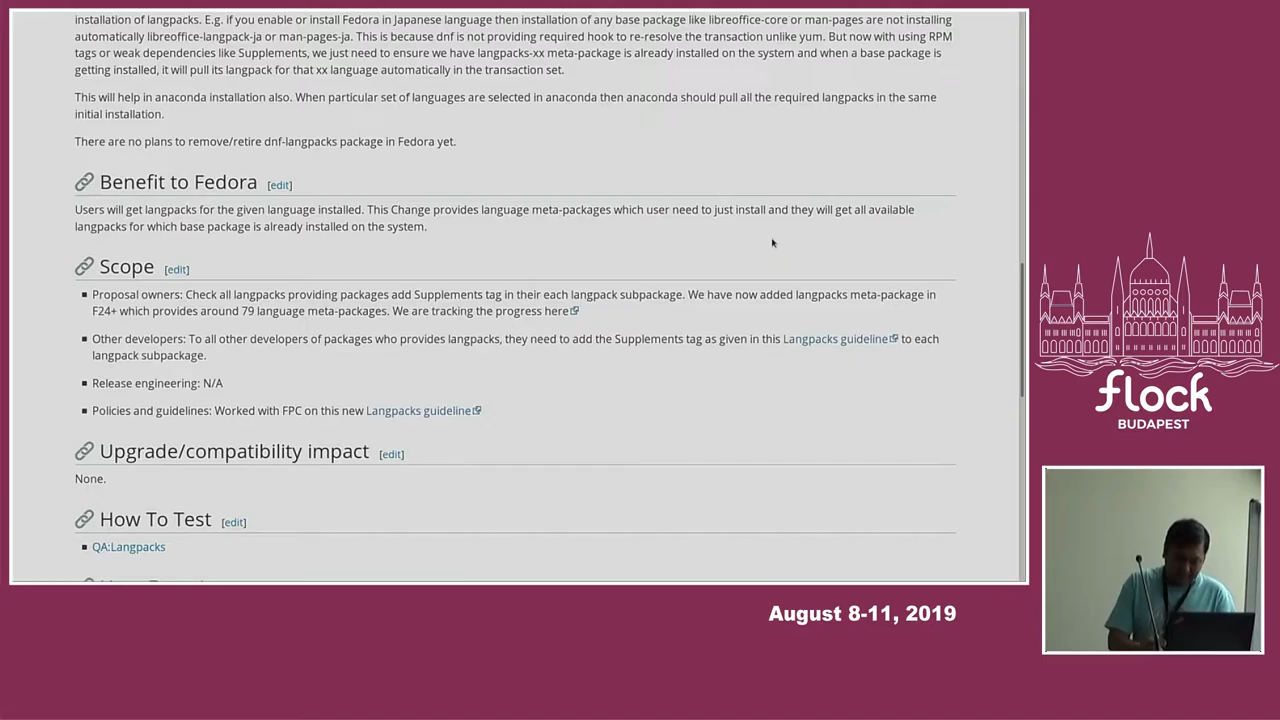 installation of langpacks. E.g. if you enable or install Fedora in Japanese language then installation of any base package like libreoffice-core or man-pages are not installing
automatically libreoffice-langpack-ja or man-pages-ja. This is because dnf is not providing required hook to re-resolve the transaction unlike yum. But now with using RPM
tags or weak dependencies like Supplements, we just need to ensure we have langpacks-xx meta-package is already installed on the system and when a base package is
getting installed, it will pull its langpack for that xx language automatically in the transaction set.
This will help in anaconda installation also. When particular set of languages are selected in anaconda then anaconda should pull all the required langpacks in the same
initial installation.
There are no plans to remove/retire dnf-langpacks package in Fedora yet.
Benefit to Fedora [edit]
Users will get langpacks for the given language installed. This Change provides language meta-packages which user need to just install and they will get all available
langpacks for which base package is already installed on the system.
Scope [edit]
Proposal owners: Check all langpacks providing packages add Supplements tag in their each langpack subpackage. We have now added langpacks meta-package in
F24+ which provides around 79 language meta-packages. We are tracking the progress here
Other developers: To all other developers of packages who provides langpacks, they need to add the Supplements tag as given in this Langpacks guideline to each
langpack subpackage.
Release engineering: N/A
Policies and guidelines: Worked with FPC on this new Langpacks guideline
Upgrade/compatibility impact [edit]
None.
How To Test [edit]
QA:Langpacks
flock
BUDAPEST
August 8-11, 2019